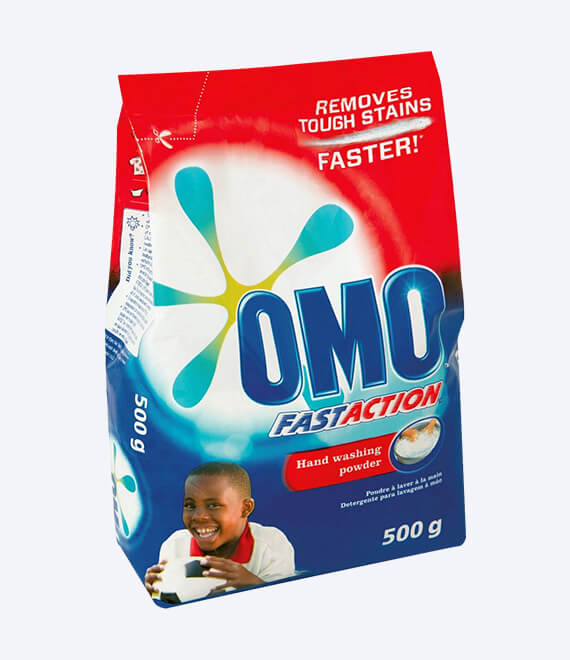 REMOVES
TOUGH STAINS
FASTER!*
Did you know?
OMO
FASTACTION
500 g
Hand washing
powder
Poudre à laver à la main
Detergente para lavagem à mão
500 g